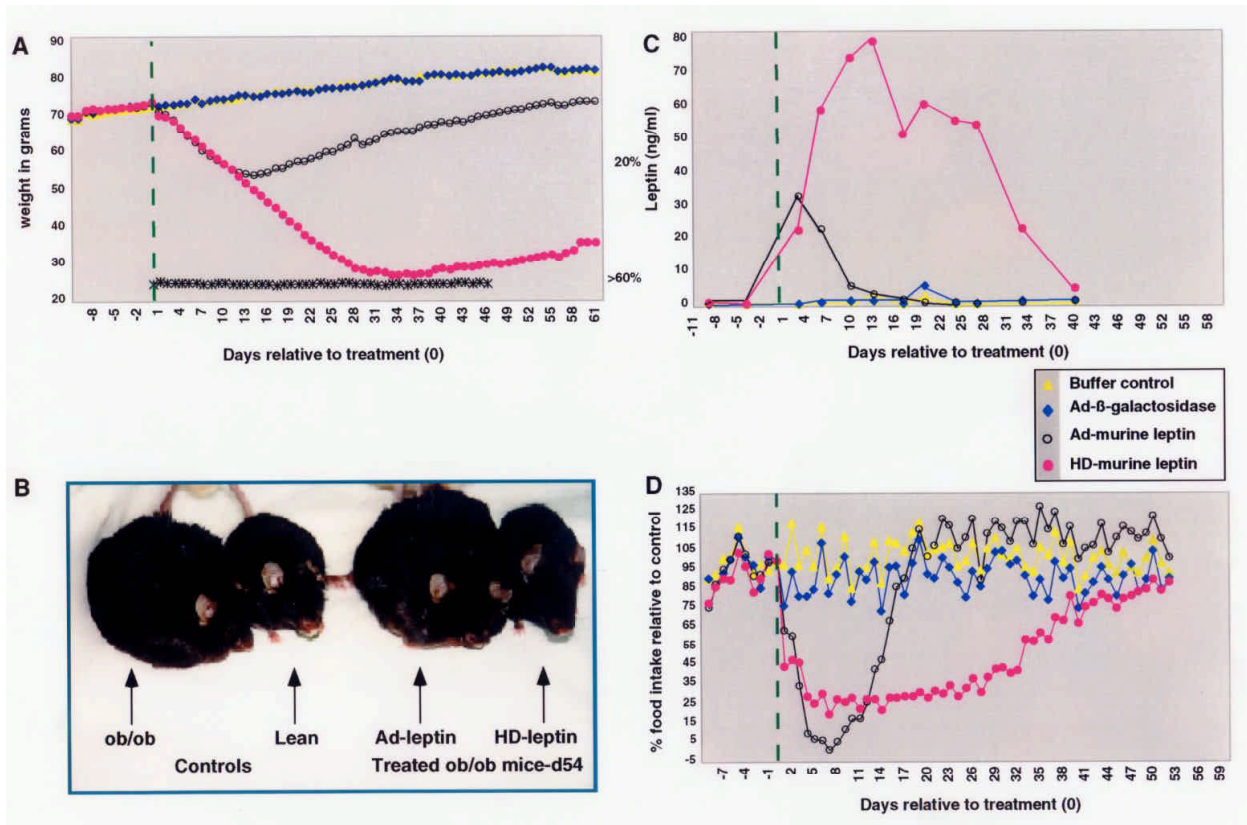 A
90
80
70
60
50
40
30
20
weight in grams
20%
>60%
-8 -5 -2 1 4 7 10 13 16 19 22 25 28 31 34 37 40 43 46 49 52 55 58 61
Days relative to treatment (0)
C
80
70
60
50
40
30
20
10
0
Leptin (ng/ml)
-11 -8 -5 -2 1 4 7 10 13 16 19 22 25 28 31 34 37 40 43 46 49 52 55 58
Days relative to treatment (0)
Buffer control
Ad-ß-galactosidase
Ad-murine leptin
HD-murine leptin
B
ob/ob Lean Ad-leptin HD-leptin
Controls Treated ob/ob mice-d54
D
135
125
115
105
95
85
75
65
55
45
35
25
15
5
-5
% food intake relative to control
-7 -4 -1 2 5 8 11 14 17 20 23 26 29 32 35 38 41 44 47 50 53 56 59
Days relative to treatment (0)